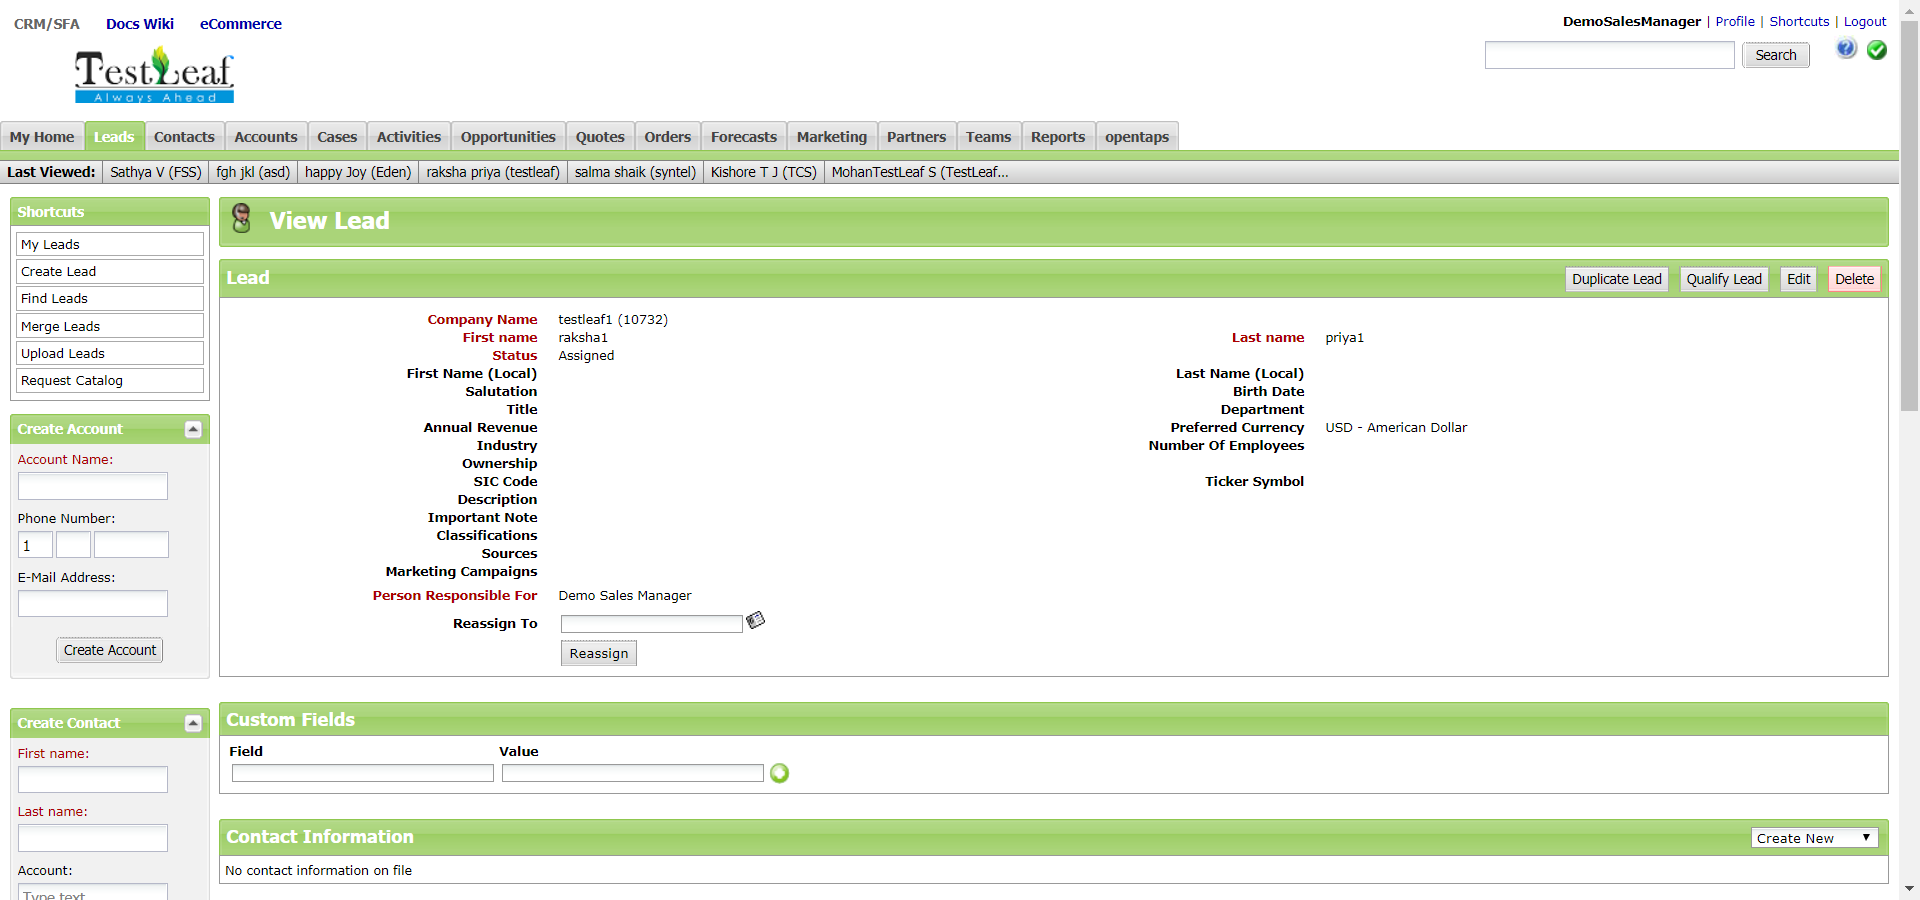 CRM/SFA Docs Wiki eCommerce
DemoSalesManager | Profile | Shortcuts | Logout
TestLeaf
Always Ahead
Search
My Home Leads Contacts Accounts Cases Activities Opportunities Quotes Orders Forecasts Marketing Partners Teams Reports opentaps
Last Viewed: Sathya V (FSS) fgh jkl (asd) happy Joy (Eden) raksha priya (testleaf) salma shaik (syntel) Kishore T J (TCS) MohanTestLeaf S (TestLeaf...
Shortcuts
My Leads
Create Lead
Find Leads
Merge Leads
Upload Leads
Request Catalog
Create Account
Account Name:
Phone Number:
1
E-Mail Address:
Create Account
Create Contact
First name:
Last name:
Account:
Type text
View Lead
Lead
Duplicate Lead Qualify Lead Edit Delete
Company Name testleaf1 (10732)
First name raksha1 Last name priya1
Status Assigned
First Name (Local) Last Name (Local)
Salutation Birth Date
Title Department
Annual Revenue Preferred Currency USD - American Dollar
Industry Number Of Employees
Ownership
SIC Code Ticker Symbol
Description
Important Note
Classifications
Sources
Marketing Campaigns
Person Responsible For Demo Sales Manager
Reassign To
Reassign
Custom Fields
Field Value
Contact Information
Create New
No contact information on file